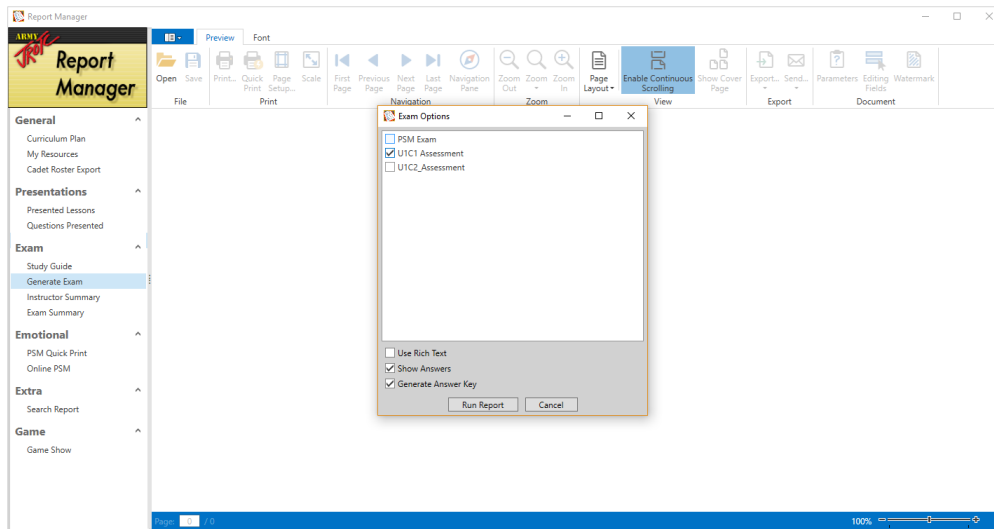 Report Manager
ARMY
JROTC
Report
Manager
Preview Font
Open Save Print... Quick Print Page Setup... Scale First Page Previous Page Next Page Last Page Navigation Pane Zoom Out Zoom Zoom In Page Layout Enable Continuous Scrolling Show Cover Page Export... Send... Parameters Editing Fields Watermark
File Print Navigation Zoom View Export Document
General
Curriculum Plan
My Resources
Cadet Roster Export
Presentations
Presented Lessons
Questions Presented
Exam
Study Guide
Generate Exam
Instructor Summary
Exam Summary
Emotional
PSM Quick Print
Online PSM
Extra
Search Report
Game
Game Show
Exam Options
PSM Exam
U1C1 Assessment
U1C2_Assessment
Use Rich Text
Show Answers
Generate Answer Key
Run Report Cancel
Page: 0 / 0 100%